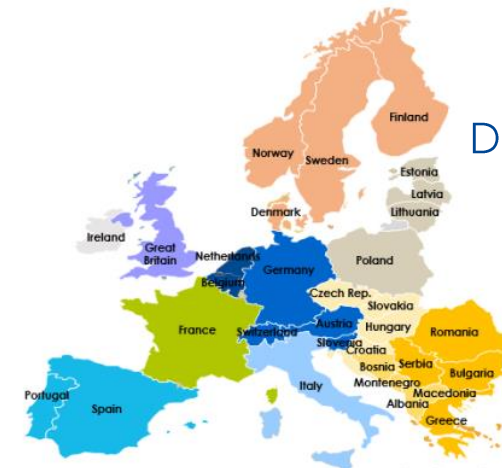 Finland
D
Norway
Sweden
Estonia
Latvia
Denmark
Lithuania
Ireland
Great
Britain
Netherlands
Belgium
Germany
Poland
Czech Rep.
Slovakia
France
Switzerland
Austria
Hungary
Romania
Slovenia
Croatia
Bosnia
Serbia
Bulgaria
Italy
Montenegro
Macedonia
Albania
Portugal
Spain
Greece